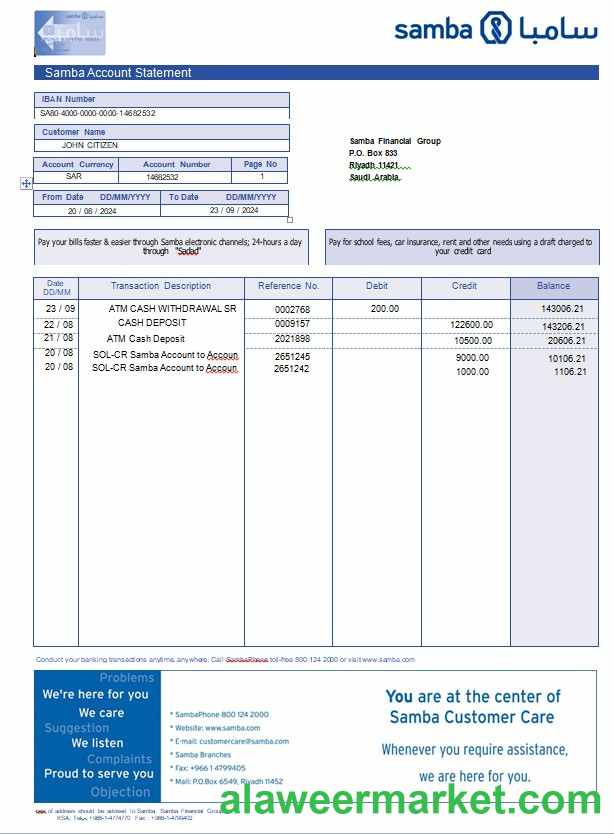 samba سامبا
Samba Account Statement
IBAN Number
SA80-4000-0000-0000-14682532
Customer Name
JOHN CITIZEN
Account Currency Account Number Page No
SAR 14682532 1
From Date DD/MM/YYYY To Date DD/MM/YYYY
20 / 08 / 2024 23 / 09 / 2024
Samba Financial Group
P.O. Box 833
Riyadh 11421
Saudi Arabia.
Pay your bills faster & easier through Samba electronic channels; 24-hours a day
through "Sadad"
Pay for school fees, car insurance, rent and other needs using a draft charged to
your credit card
Date
DD/MM
Transaction Description Reference No. Debit Credit Balance
23 / 09 ATM CASH WITHDRAWAL SR 0002768 200.00 143006.21
22 / 08 CASH DEPOSIT 0009157 122600.00 143206.21
21 / 08 ATM Cash Deposit 2021898 10500.00 20606.21
20 / 08 SOL-CR Samba Account to Accoun 2651245 9000.00 10106.21
20 / 08 SOL-CR Samba Account to Accoun 2651242 1000.00 1106.21
Conduct your banking transactions anytime, anywhere. Call SambaPhone toll-free 800 124 2000 or visit www.samba.com
Problems
We're here for you
We care
Suggestion
We listen
Complaints
Proud to serve you
Objection
* SambaPhone 800 124 2000
* Website: www.samba.com
* E-mail: customercare@samba.com
* Samba Branches
* Fax: +966 1 4799405
* Mail: P.O.Box 6549, Riyadh 11452
You are at the center of
Samba Customer Care
Whenever you require assistance,
we are here for you.
of address should be advised to Samba. Samba Financial
alaweermarket.com